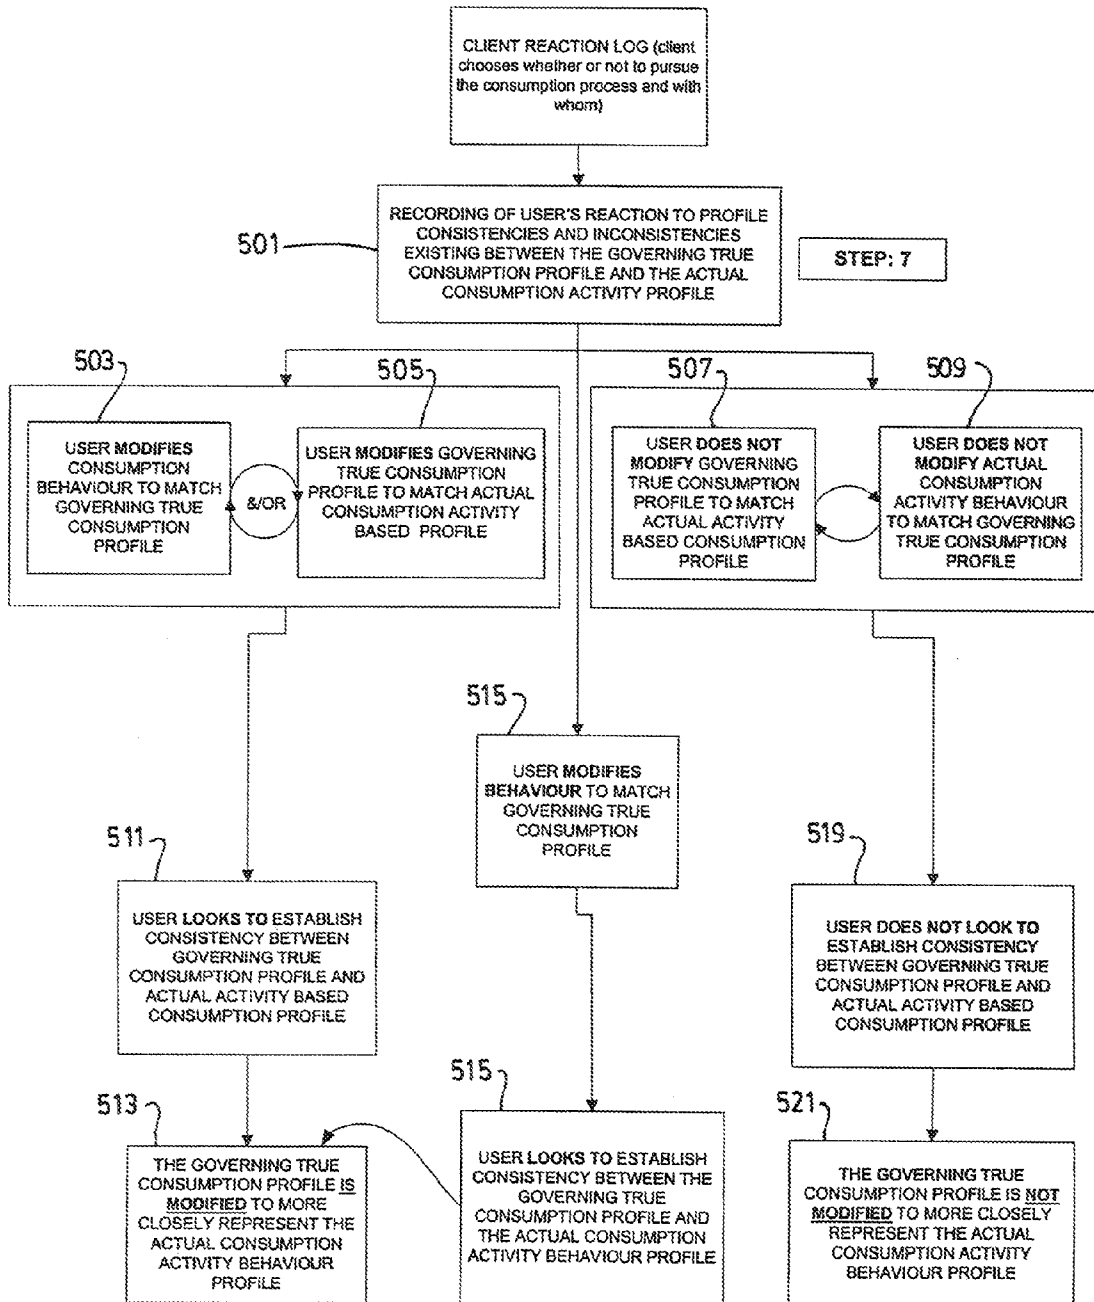 CLIENT REACTION LOG (client
chooses whether or not to pursue
the consumption process and with
whom)
501
RECORDING OF USER'S REACTION TO PROFILE
CONSISTENCIES AND INCONSISTENCIES
EXISTING BETWEEN THE GOVERNING TRUE
CONSUMPTION PROFILE AND THE ACTUAL
CONSUMPTION ACTIVITY PROFILE
STEP: 7
503
USER MODIFIES
CONSUMPTION
BEHAVIOUR TO MATCH
GOVERNING TRUE
CONSUMPTION
PROFILE
&/OR
505
USER MODIFIES GOVERNING
TRUE CONSUMPTION
PROFILE TO MATCH ACTUAL
CONSUMPTION ACTIVITY
BASED PROFILE
507
USER DOES NOT
MODIFY GOVERNING
TRUE CONSUMPTION
PROFILE TO MATCH
ACTUAL ACTIVITY
BASED CONSUMPTION
PROFILE
509
USER DOES NOT
MODIFY ACTUAL
CONSUMPTION
ACTIVITY BEHAVIOUR
TO MATCH GOVERNING
TRUE CONSUMPTION
PROFILE
515
USER MODIFIES
BEHAVIOUR TO MATCH
GOVERNING TRUE
CONSUMPTION
PROFILE
511
USER LOOKS TO ESTABLISH
CONSISTENCY BETWEEN
GOVERNING TRUE
CONSUMPTION PROFILE AND
ACTUAL ACTIVITY BASED
CONSUMPTION PROFILE
519
USER DOES NOT LOOK TO
ESTABLISH CONSISTENCY
BETWEEN GOVERNING TRUE
CONSUMPTION PROFILE AND
ACTUAL ACTIVITY BASED
CONSUMPTION PROFILE
513
THE GOVERNING TRUE
CONSUMPTION PROFILE IS
MODIFIED TO MORE
CLOSELY REPRESENT THE
ACTUAL CONSUMPTION
ACTIVITY BEHAVIOUR
PROFILE
515
USER LOOKS TO ESTABLISH
CONSISTENCY BETWEEN THE
GOVERNING TRUE
CONSUMPTION PROFILE AND
THE ACTUAL CONSUMPTION
ACTIVITY BEHAVIOUR PROFILE
521
THE GOVERNING TRUE
CONSUMPTION PROFILE IS NOT
MODIFIED TO MORE CLOSELY
REPRESENT THE ACTUAL
CONSUMPTION ACTIVITY
BEHAVIOUR PROFILE